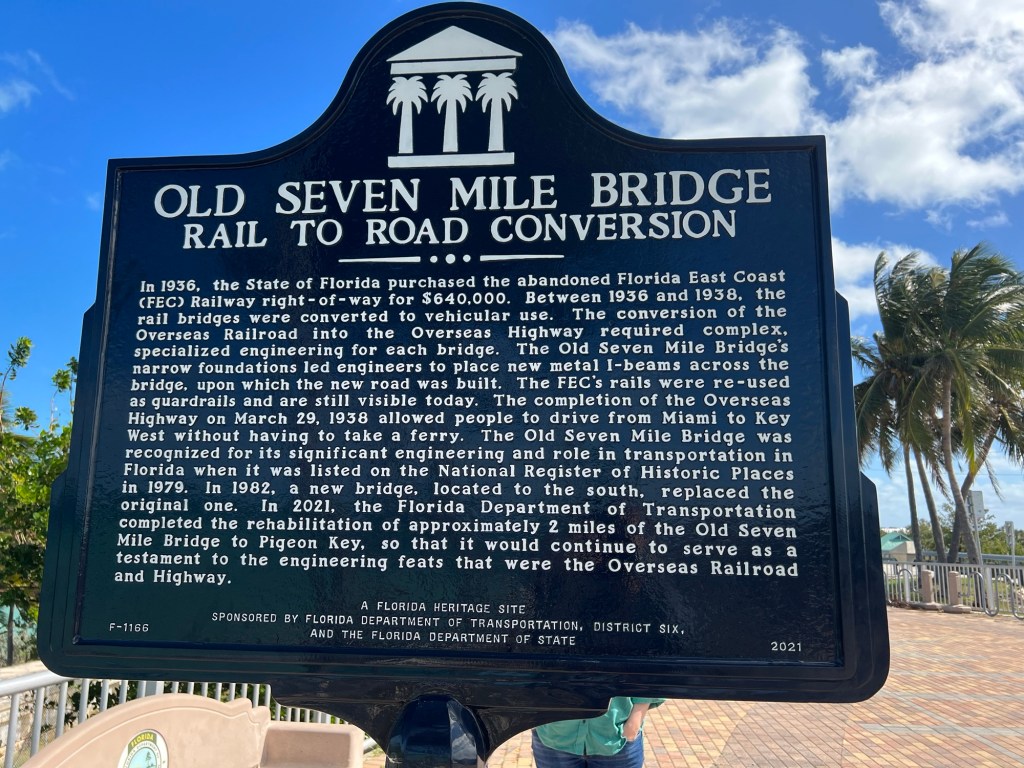 OLD SEVEN MILE BRIDGE
RAIL TO ROAD CONVERSION
In 1936, the State of Florida purchased the abandoned Florida East Coast
(FEC) Railway right-of-way for $640,000. Between 1936 and 1938, the
rail bridges were converted to vehicular use. The conversion of the
Overseas Railroad into the Overseas Highway required complex,
specialized engineering for each bridge. The Old Seven Mile Bridge's
narrow foundations led engineers to place new metal I-beams across the
bridge, upon which the new road was built. The FEC's rails were re-used
as guardrails and are still visible today. The completion of the Overseas
Highway on March 29, 1938 allowed people to drive from Miami to Key
West without having to take a ferry. The Old Seven Mile Bridge was
recognized for its significant engineering and role in transportation in
Florida when it was listed on the National Register of Historic Places
in 1979. In 1982, a new bridge, located to the south, replaced the
original one. In 2021, the Florida Department of Transportation
completed the rehabilitation of approximately 2 miles of the Old Seven
Mile Bridge to Pigeon Key, so that it would continue to serve as a
testament to the engineering feats that were the Overseas Railroad
and Highway.
A FLORIDA HERITAGE SITE
SPONSORED BY FLORIDA DEPARTMENT OF TRANSPORTATION, DISTRICT SIX,
AND THE FLORIDA DEPARTMENT OF STATE
F-1166
2021
FLORIDA